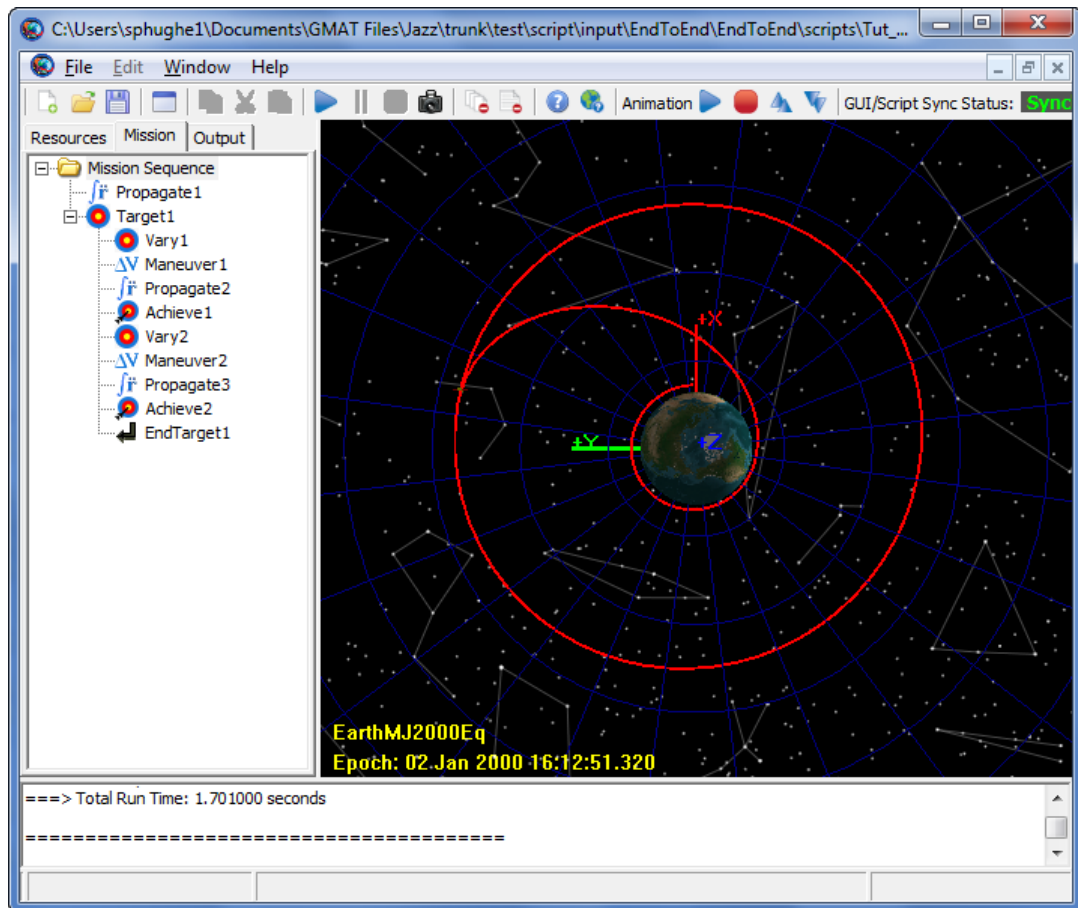 C:\Users\sphughe1\Documents\GMAT Files\Jazz\trunk\test\script\input\EndToEnd\EndToEnd\scripts\Tut_...
File Edit Window Help
Animation GUI/Script Sync Status: Sync
Resources Mission Output
Mission Sequence
Propagate1
Target1
Vary1
ΔV Maneuver1
Propagate2
Achieve1
Vary2
ΔV Maneuver2
Propagate3
Achieve2
EndTarget1
+X
+Y
+Z
EarthMJ2000Eq
Epoch: 02 Jan 2000 16:12:51.320
===> Total Run Time: 1.701000 seconds
========================================